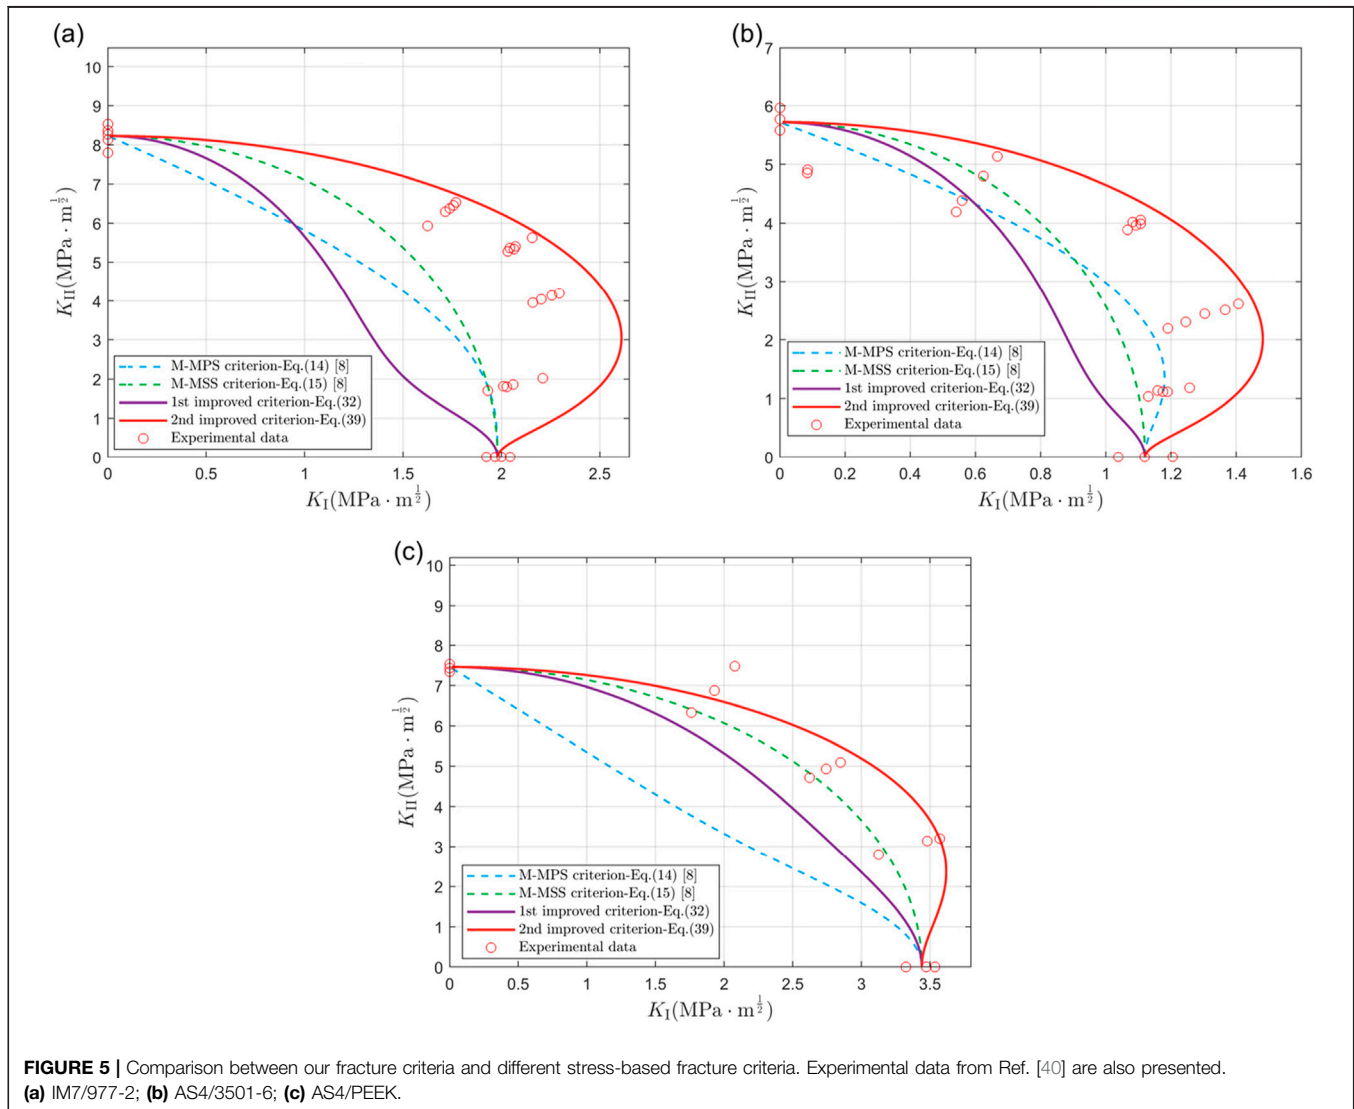 (a)
10
9
8
7
6
5
4
3
2
1
0
K_II(MPa · m^{1/2})
M-MPS criterion-Eq.(14) [8]
M-MSS criterion-Eq.(15) [8]
1st improved criterion-Eq.(32)
2nd improved criterion-Eq.(39)
Experimental data
0 0.5 1 1.5 2 2.5
K_I(MPa · m^{1/2})
(b)
7
6
5
4
3
2
1
0
K_II(MPa · m^{1/2})
M-MPS criterion-Eq.(14) [8]
M-MSS criterion-Eq.(15) [8]
1st improved criterion-Eq.(32)
2nd improved criterion-Eq.(39)
Experimental data
0 0.2 0.4 0.6 0.8 1 1.2 1.4 1.6
K_I(MPa · m^{1/2})
(c)
10
9
8
7
6
5
4
3
2
1
0
K_II(MPa · m^{1/2})
M-MPS criterion-Eq.(14) [8]
M-MSS criterion-Eq.(15) [8]
1st improved criterion-Eq.(32)
2nd improved criterion-Eq.(39)
Experimental data
0 0.5 1 1.5 2 2.5 3 3.5
K_I(MPa · m^{1/2})
FIGURE 5 | Comparison between our fracture criteria and different stress-based fracture criteria. Experimental data from Ref. [40] are also presented.
(a) IM7/977-2; (b) AS4/3501-6; (c) AS4/PEEK.